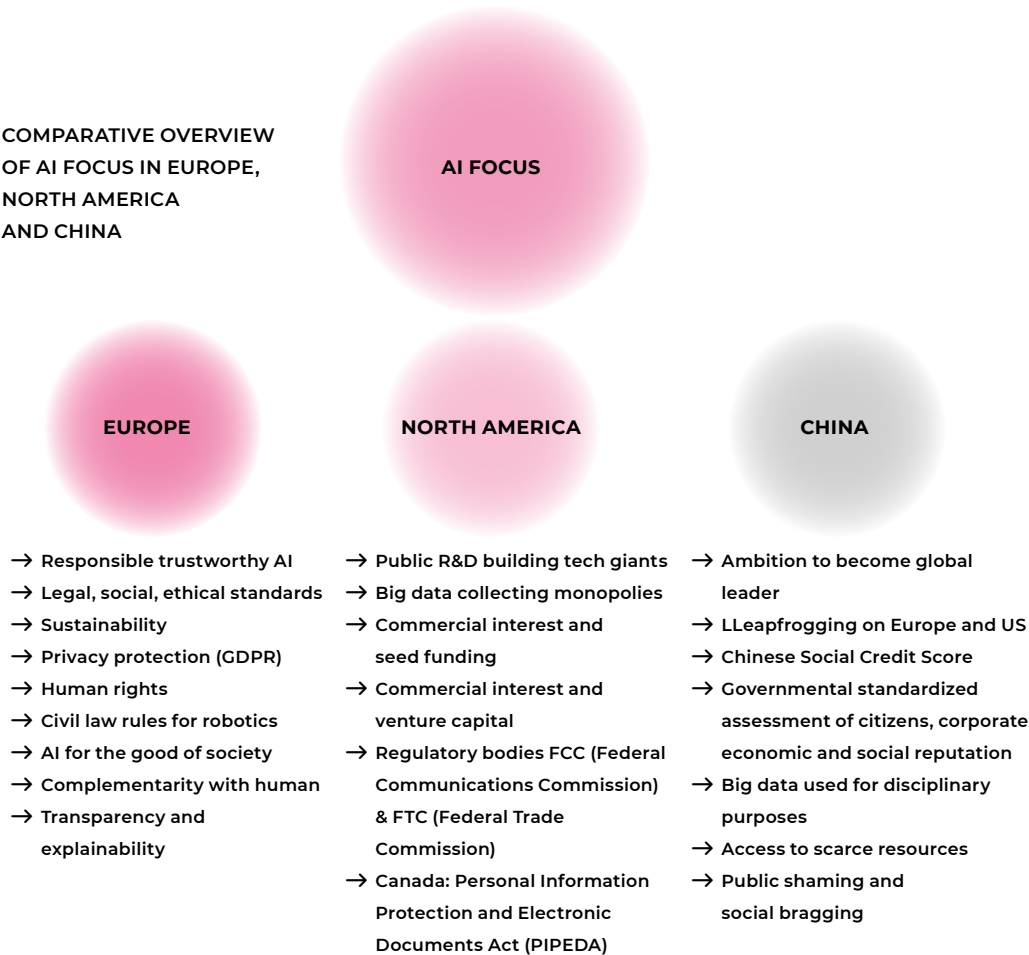 COMPARATIVE OVERVIEW
OF AI FOCUS IN EUROPE,
NORTH AMERICA
AND CHINA
AI FOCUS
EUROPE
→ Responsible trustworthy AI
→ Legal, social, ethical standards
→ Sustainability
→ Privacy protection (GDPR)
→ Human rights
→ Civil law rules for robotics
→ AI for the good of society
→ Complementarity with human
→ Transparency and
explainability
NORTH AMERICA
→ Public R&D building tech giants
→ Big data collecting monopolies
→ Commercial interest and
seed funding
→ Commercial interest and
venture capital
→ Regulatory bodies FCC (Federal
Communications Commission)
& FTC (Federal Trade
Commission)
→ Canada: Personal Information
Protection and Electronic
Documents Act (PIPEDA)
CHINA
→ Ambition to become global
leader
→ LLeapfrogging on Europe and US
→ Chinese Social Credit Score
→ Governmental standardized
assessment of citizens, corporate
economic and social reputation
→ Big data used for disciplinary
purposes
→ Access to scarce resources
→ Public shaming and
social bragging